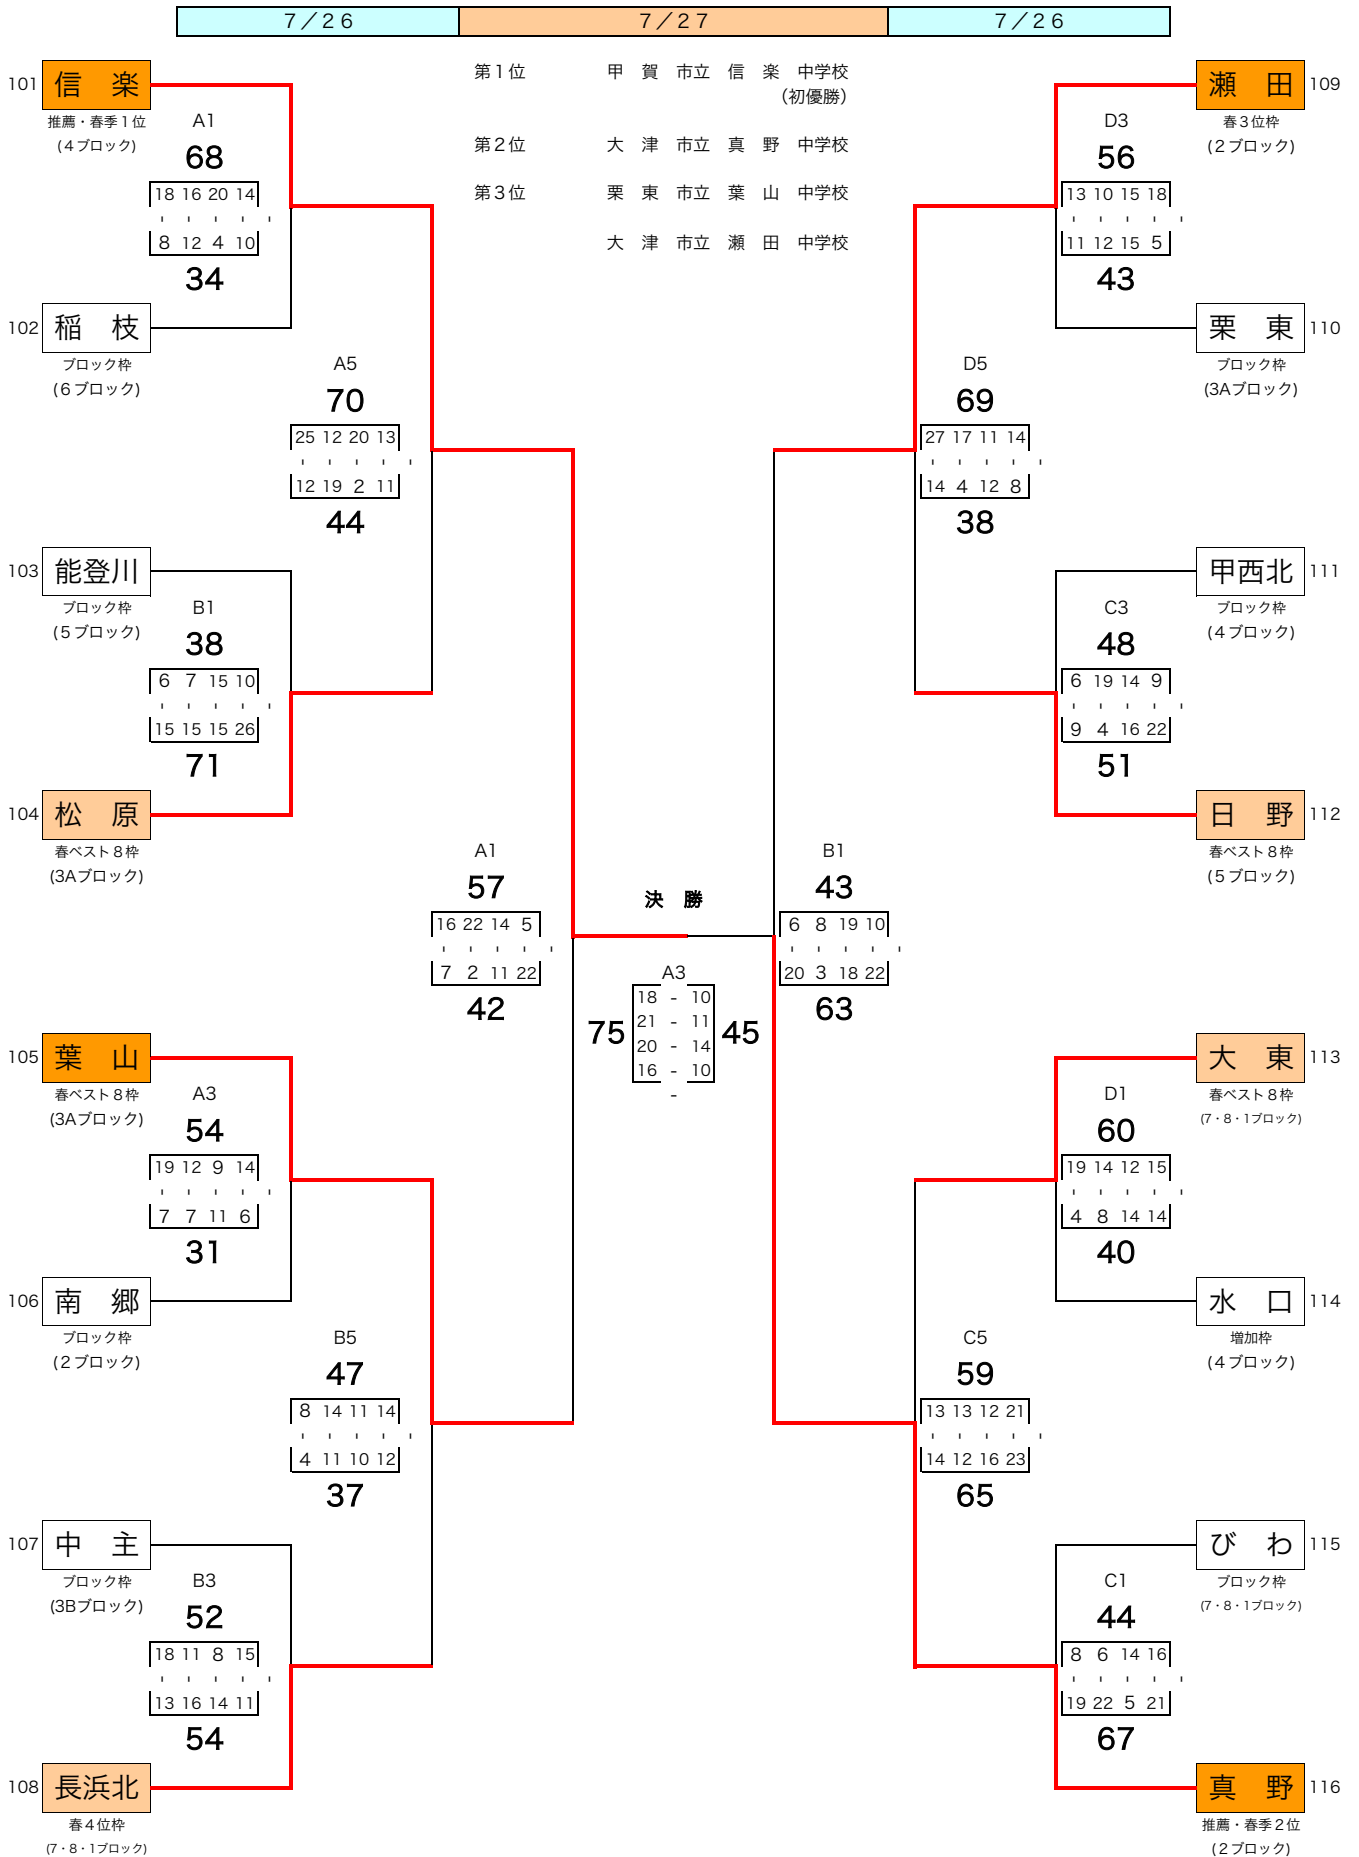 7／26
7／27
7／26
第1位　甲 賀 市立 信 楽 中学校
（初優勝）
第2位　大 津 市立 真 野 中学校
第3位　栗 東 市立 葉 山 中学校
大 津 市立 瀬 田 中学校
101 信 楽
推薦・春季1位
(4ブロック)
A1
68
18 16 20 14
- - - - -
8 12 4 10
34
102 稲 枝
ブロック枠
(6ブロック)
A5
70
25 12 20 13
- - - - -
12 19 2 11
44
103 能登川
ブロック枠
(5ブロック)
B1
38
6 7 15 10
- - - - -
15 15 15 26
71
104 松 原
春ベスト8枠
(3Aブロック)
A1
57
16 22 14 5
- - - - -
7 2 11 22
42
105 葉 山
春ベスト8枠
(3Aブロック)
A3
54
19 12 9 14
- - - - -
7 7 11 6
31
106 南 郷
ブロック枠
(2ブロック)
B5
47
8 14 11 14
- - - - -
4 11 10 12
37
107 中 主
ブロック枠
(3Bブロック)
B3
52
18 11 8 15
- - - - -
13 16 14 11
54
108 長浜北
春4位枠
(7・8・1ブロック)
決 勝
A3
75
18 - 10
21 - 11
20 - 14
16 - 10
-
45
瀬 田 109
春3位枠
(2ブロック)
D3
56
13 10 15 18
- - - - -
11 12 15 5
43
栗 東 110
ブロック枠
(3Aブロック)
D5
69
27 17 11 14
- - - - -
14 4 12 8
38
甲西北 111
ブロック枠
(4ブロック)
C3
48
6 19 14 9
- - - - -
9 4 16 22
51
日 野 112
春ベスト8枠
(5ブロック)
B1
43
6 8 19 10
- - - - -
20 3 18 22
63
大 東 113
春ベスト8枠
(7・8・1ブロック)
D1
60
19 14 12 15
- - - - -
4 8 14 14
40
水 口 114
増加枠
(4ブロック)
C5
59
13 13 12 21
- - - - -
14 12 16 23
65
び わ 115
ブロック枠
(7・8・1ブロック)
C1
44
8 6 14 16
- - - - -
19 22 5 21
67
真 野 116
推薦・春季2位
(2ブロック)